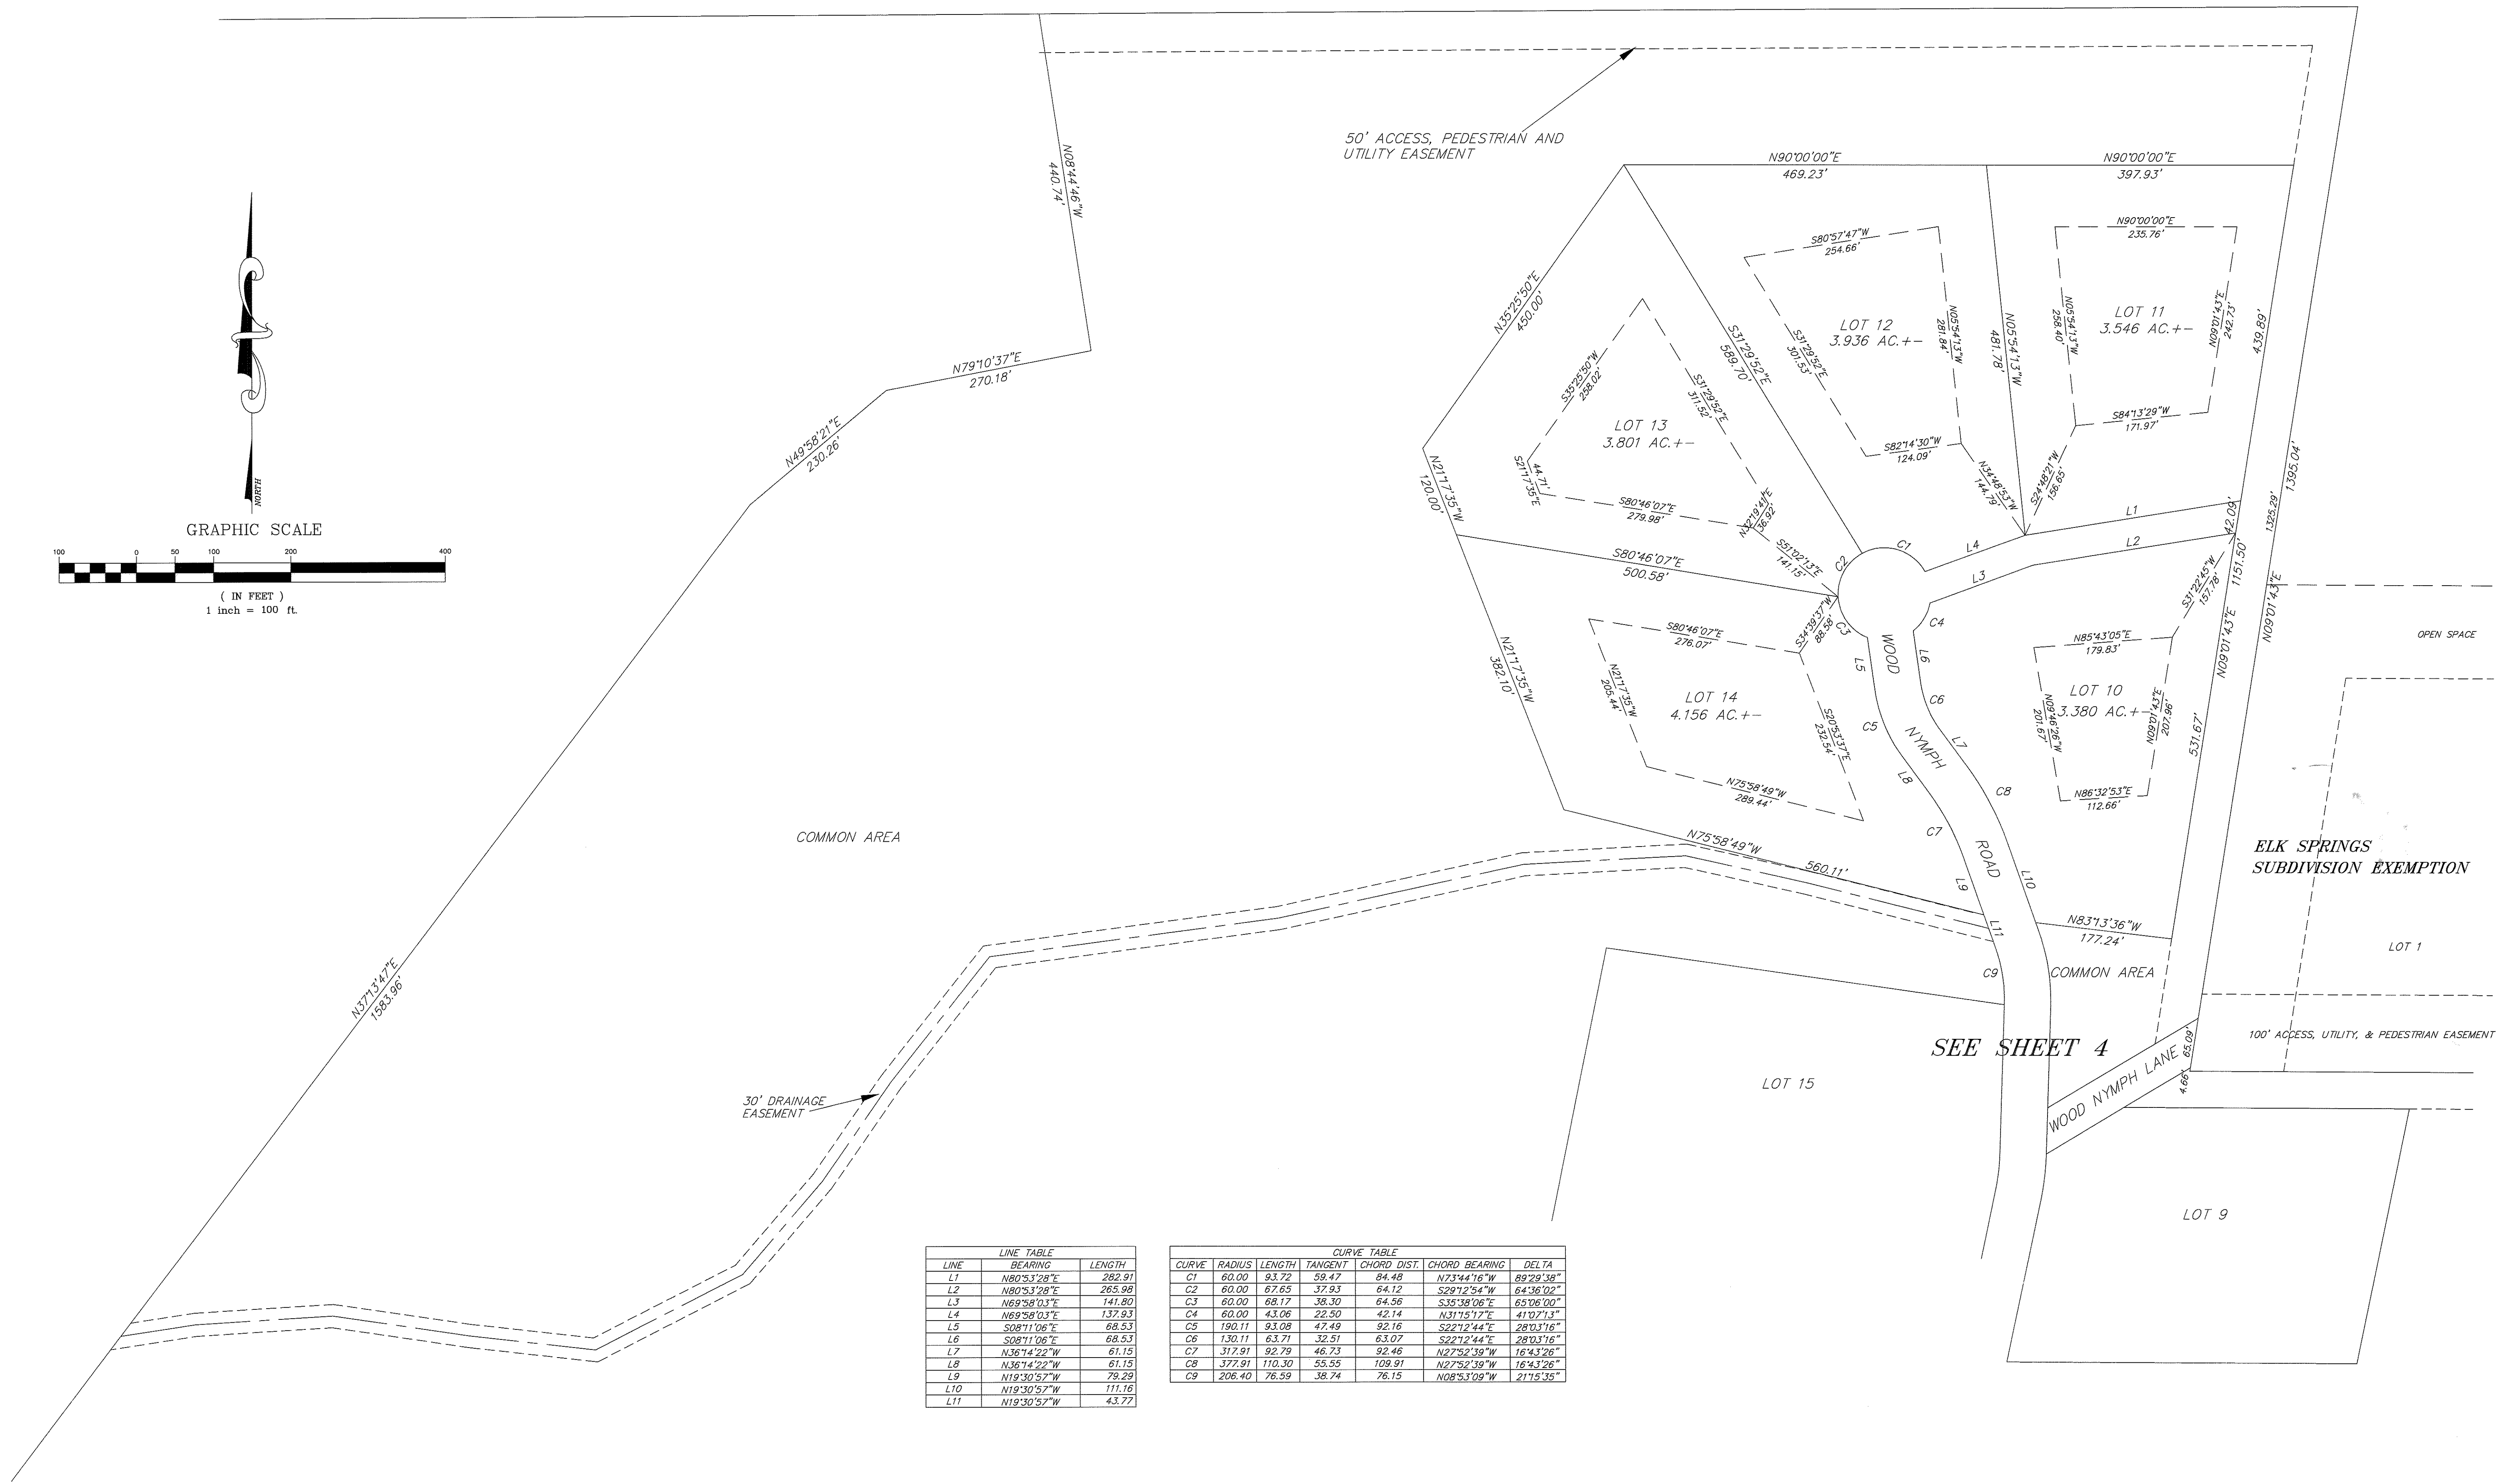 50' ACCESS, PEDESTRIAN AND
UTILITY EASEMENT
N08°44'46"W
440.74'
N79°10'37"E
270.18'
N49°58'21"E
230.26'
N37°13'47"E
1583.96'
NORTH
GRAPHIC SCALE
100 0 50 100 200 400
( IN FEET )
1 inch = 100 ft.
N90°00'00"E
469.23'
N90°00'00"E
397.93'
N35°25'50"E
450.00'
S31°29'52"E
589.70'
N05°54'13"W
481.78'
439.89'
LOT 12
3.936 AC.+-
S80°57'47"W
254.66'
S31°29'52"E
301.53'
N05°54'13"W
281.84'
S82°14'30"W
124.09'
N34°48'53"W
144.79'
LOT 11
3.546 AC.+-
N90°00'00"E
235.76'
N05°54'13"W
258.40'
N09°01'43"E
242.73'
S84°13'29"W
171.97'
S24°48'21"W
156.65'
LOT 13
3.801 AC.+-
S35°25'50"W
258.02'
S31°29'52"E
311.52'
44.71'
S21°17'35"E
S80°46'07"E
279.98'
N32°19'41"E
36.92'
S51°02'13"E
141.15'
N21°17'35"W
120.00'
S80°46'07"E
500.58'
C2
C1
L4
L3
L1
L2
42.09'
1395.04'
1325.29'
N09°01'43"E
1151.50'
N09°01'43"E
S31°22'45"W
157.78'
C3
C4
L5
L6
C6
C5
L7
L8
C8
C7
L9
L10
L11
C9
WOOD
NYMPH
ROAD
LOT 14
4.156 AC.+-
S80°46'07"E
276.07'
S34°39'37"W
88.58'
N21°17'35"W
205.44'
S20°53'37"E
232.54'
N75°58'49"W
289.44'
N21°17'35"W
382.10'
N75°58'49"W
560.11'
LOT 10
3.380 AC.+-
N85°43'05"E
179.83'
N09°46'26"W
201.67'
N09°01'43"E
207.96'
N86°32'53"E
112.66'
531.67'
N83°13'36"W
177.24'
OPEN SPACE
ELK SPRINGS
SUBDIVISION EXEMPTION
LOT 1
100' ACCESS, UTILITY, & PEDESTRIAN EASEMENT
COMMON AREA
COMMON AREA
SEE SHEET 4
65.09'
4.66'
WOOD NYMPH LANE
LOT 15
LOT 9
30' DRAINAGE
EASEMENT
LINE TABLE
LINE BEARING LENGTH
L1 N80°53'28"E 282.91
L2 N80°53'28"E 265.98
L3 N69°58'03"E 141.80
L4 N69°58'03"E 137.93
L5 S08°11'06"E 68.53
L6 S08°11'06"E 68.53
L7 N36°14'22"W 61.15
L8 N36°14'22"W 61.15
L9 N19°30'57"W 79.29
L10 N19°30'57"W 111.16
L11 N19°30'57"W 43.77
CURVE TABLE
CURVE RADIUS LENGTH TANGENT CHORD DIST. CHORD BEARING DELTA
C1 60.00 93.72 59.47 84.48 N73°44'16"W 89°29'38"
C2 60.00 67.65 37.93 64.12 S29°12'54"W 64°36'02"
C3 60.00 68.17 38.30 64.56 S35°38'06"E 65°06'00"
C4 60.00 43.06 22.50 42.14 N31°15'17"E 41°07'13"
C5 190.11 93.08 47.49 92.16 S22°12'44"E 28°03'16"
C6 130.11 63.71 32.51 63.07 S22°12'44"E 28°03'16"
C7 317.91 92.79 46.73 92.46 N27°52'39"W 16°43'26"
C8 377.91 110.30 55.55 109.91 N27°52'39"W 16°43'26"
C9 206.40 76.59 38.74 76.15 N08°53'09"W 21°15'35"